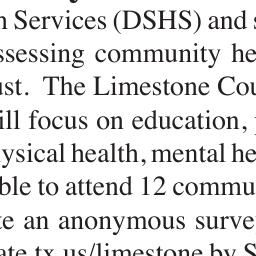 h Services (DSHS) and
ssessing community he
ust. The Limestone Cou
ill focus on education,
ysical health, mental he
ble to attend 12 commu
te an anonymous surve
ate.tx.us/limestone by S